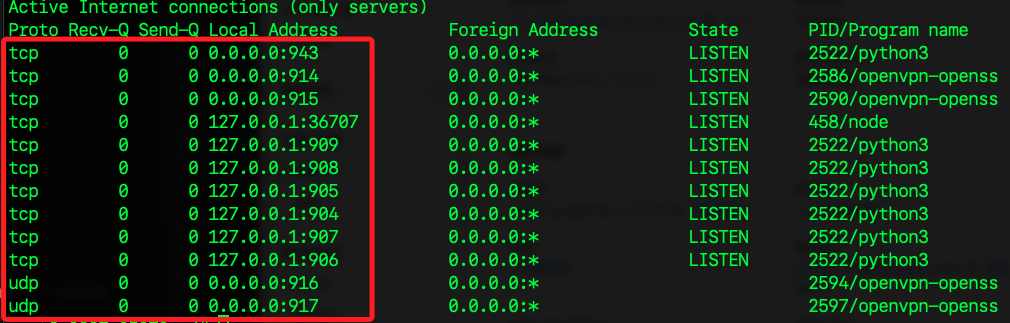 Active Internet connections (only servers)
Proto Recv-Q Send-Q Local Address Foreign Address State PID/Program name
tcp 0 0 0.0.0.0:943 0.0.0.0:* LISTEN 2522/python3
tcp 0 0 0.0.0.0:914 0.0.0.0:* LISTEN 2586/openvpn-openss
tcp 0 0 0.0.0.0:915 0.0.0.0:* LISTEN 2590/openvpn-openss
tcp 0 0 127.0.0.1:36707 0.0.0.0:* LISTEN 458/node
tcp 0 0 127.0.0.1:909 0.0.0.0:* LISTEN 2522/python3
tcp 0 0 127.0.0.1:908 0.0.0.0:* LISTEN 2522/python3
tcp 0 0 127.0.0.1:905 0.0.0.0:* LISTEN 2522/python3
tcp 0 0 127.0.0.1:904 0.0.0.0:* LISTEN 2522/python3
tcp 0 0 127.0.0.1:907 0.0.0.0:* LISTEN 2522/python3
tcp 0 0 127.0.0.1:906 0.0.0.0:* LISTEN 2522/python3
udp 0 0 0.0.0.0:916 0.0.0.0:* 2594/openvpn-openss
udp 0 0 0.0.0.0:917 0.0.0.0:* 2597/openvpn-openss